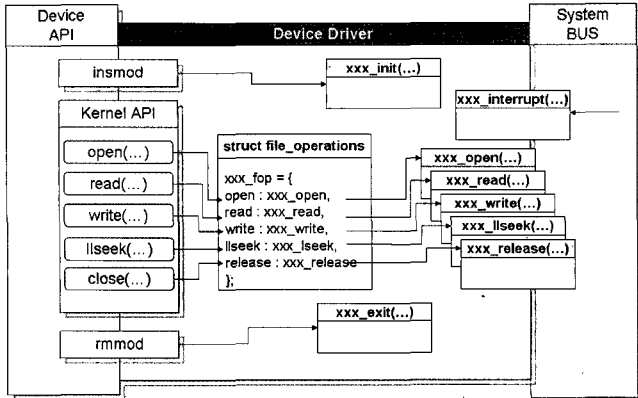 Device
API
Device Driver
System
BUS
insmod
xxx_init(...)
xxx_interrupt(...)
Kernel API
open(...)
read(...)
write(...)
llseek(...)
close(...)
struct file_operations
xxx_fop = {
open : xxx_open,
read : xxx_read,
write : xxx_write,
llseek : xxx_lseek,
release : xxx_release
};
xxx_open(...)
xxx_read(...)
xxx_write(...)
xxx_llseek(...)
xxx_release(...)
rmmod
xxx_exit(...)